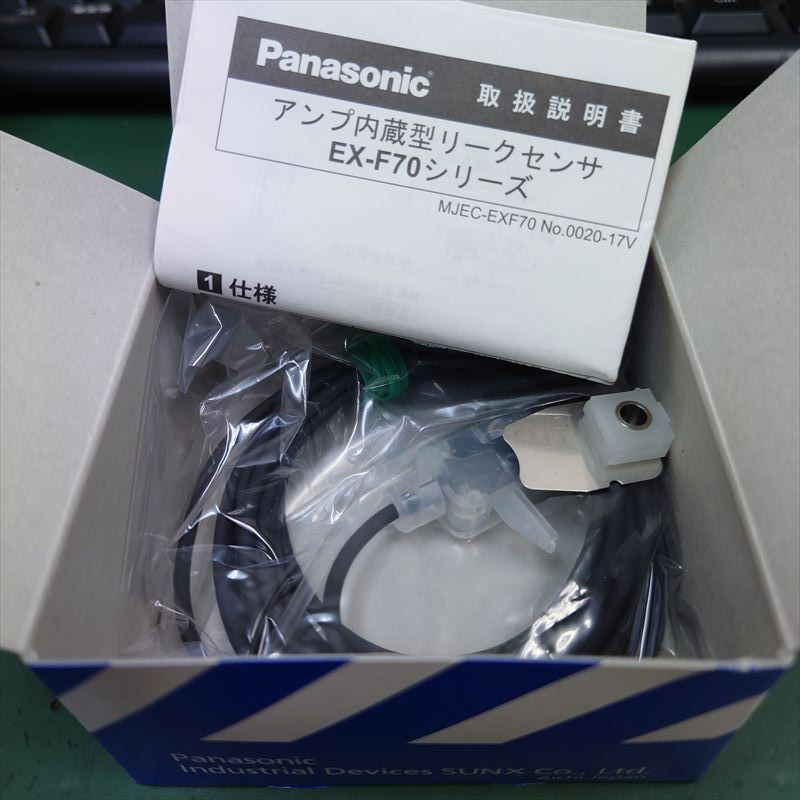 Panasonic® 取扱説明書
アンプ内蔵型リークセンサ
EX-F70シリーズ
MJEC-EXF70 No.0020-17V
1 仕様
Panasonic
Industrial Devices SUNX Co., Ltd.
Aichi Japan